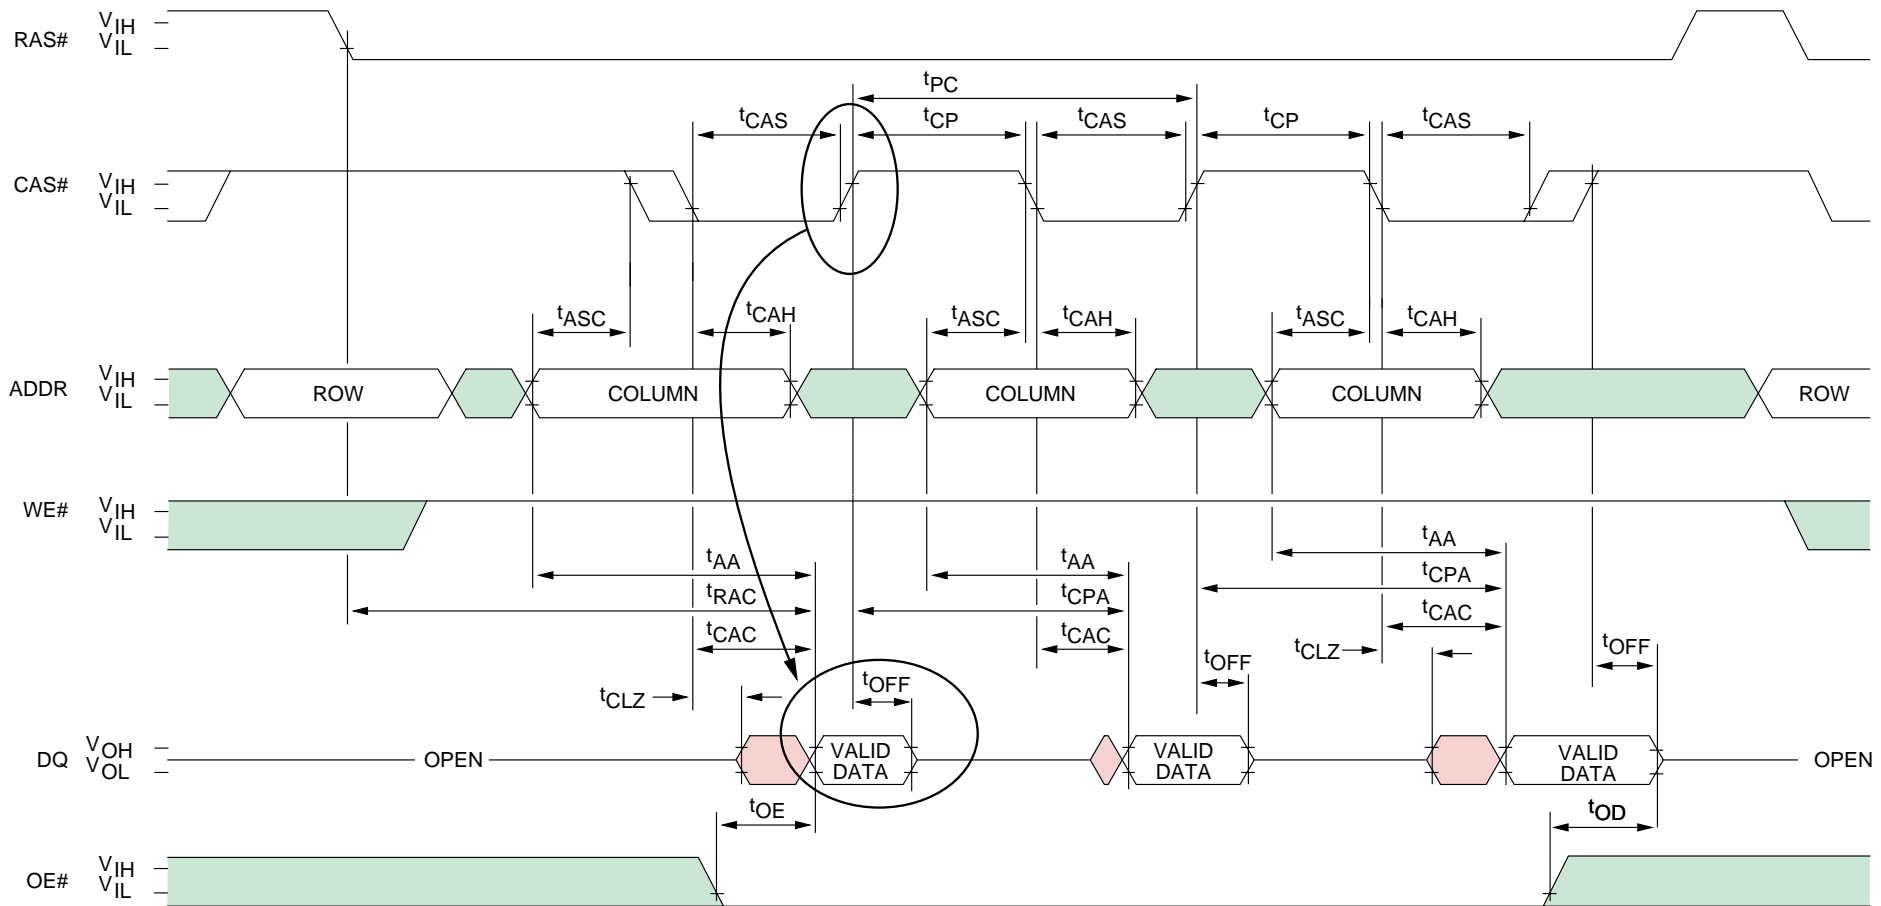 RAS# VIH
VIL
tPC
tCAS tCP tCAS tCP tCAS
CAS# VIH
VIL
tASC tCAH tASC tCAH tASC tCAH
ADDR VIH
VIL
ROW COLUMN COLUMN COLUMN ROW
WE# VIH
VIL
tAA tAA tAA
tRAC tCPA tCPA
tCAC tCAC tCAC
tCLZ tOFF tOFF tCLZ tOFF
DQ VOH
VOL
OPEN VALID DATA VALID DATA VALID DATA OPEN
tOE tOD
OE# VIH
VIL